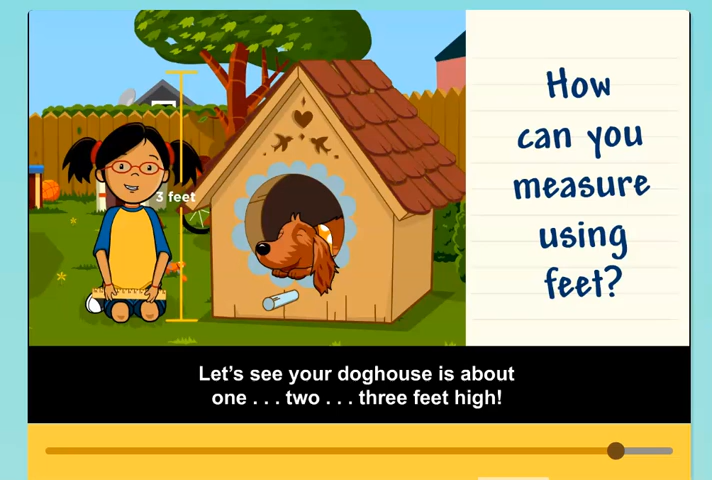 How
can you
measure
using
feet?
3 feet
Let's see your doghouse is about
one . . . two . . . three feet high!